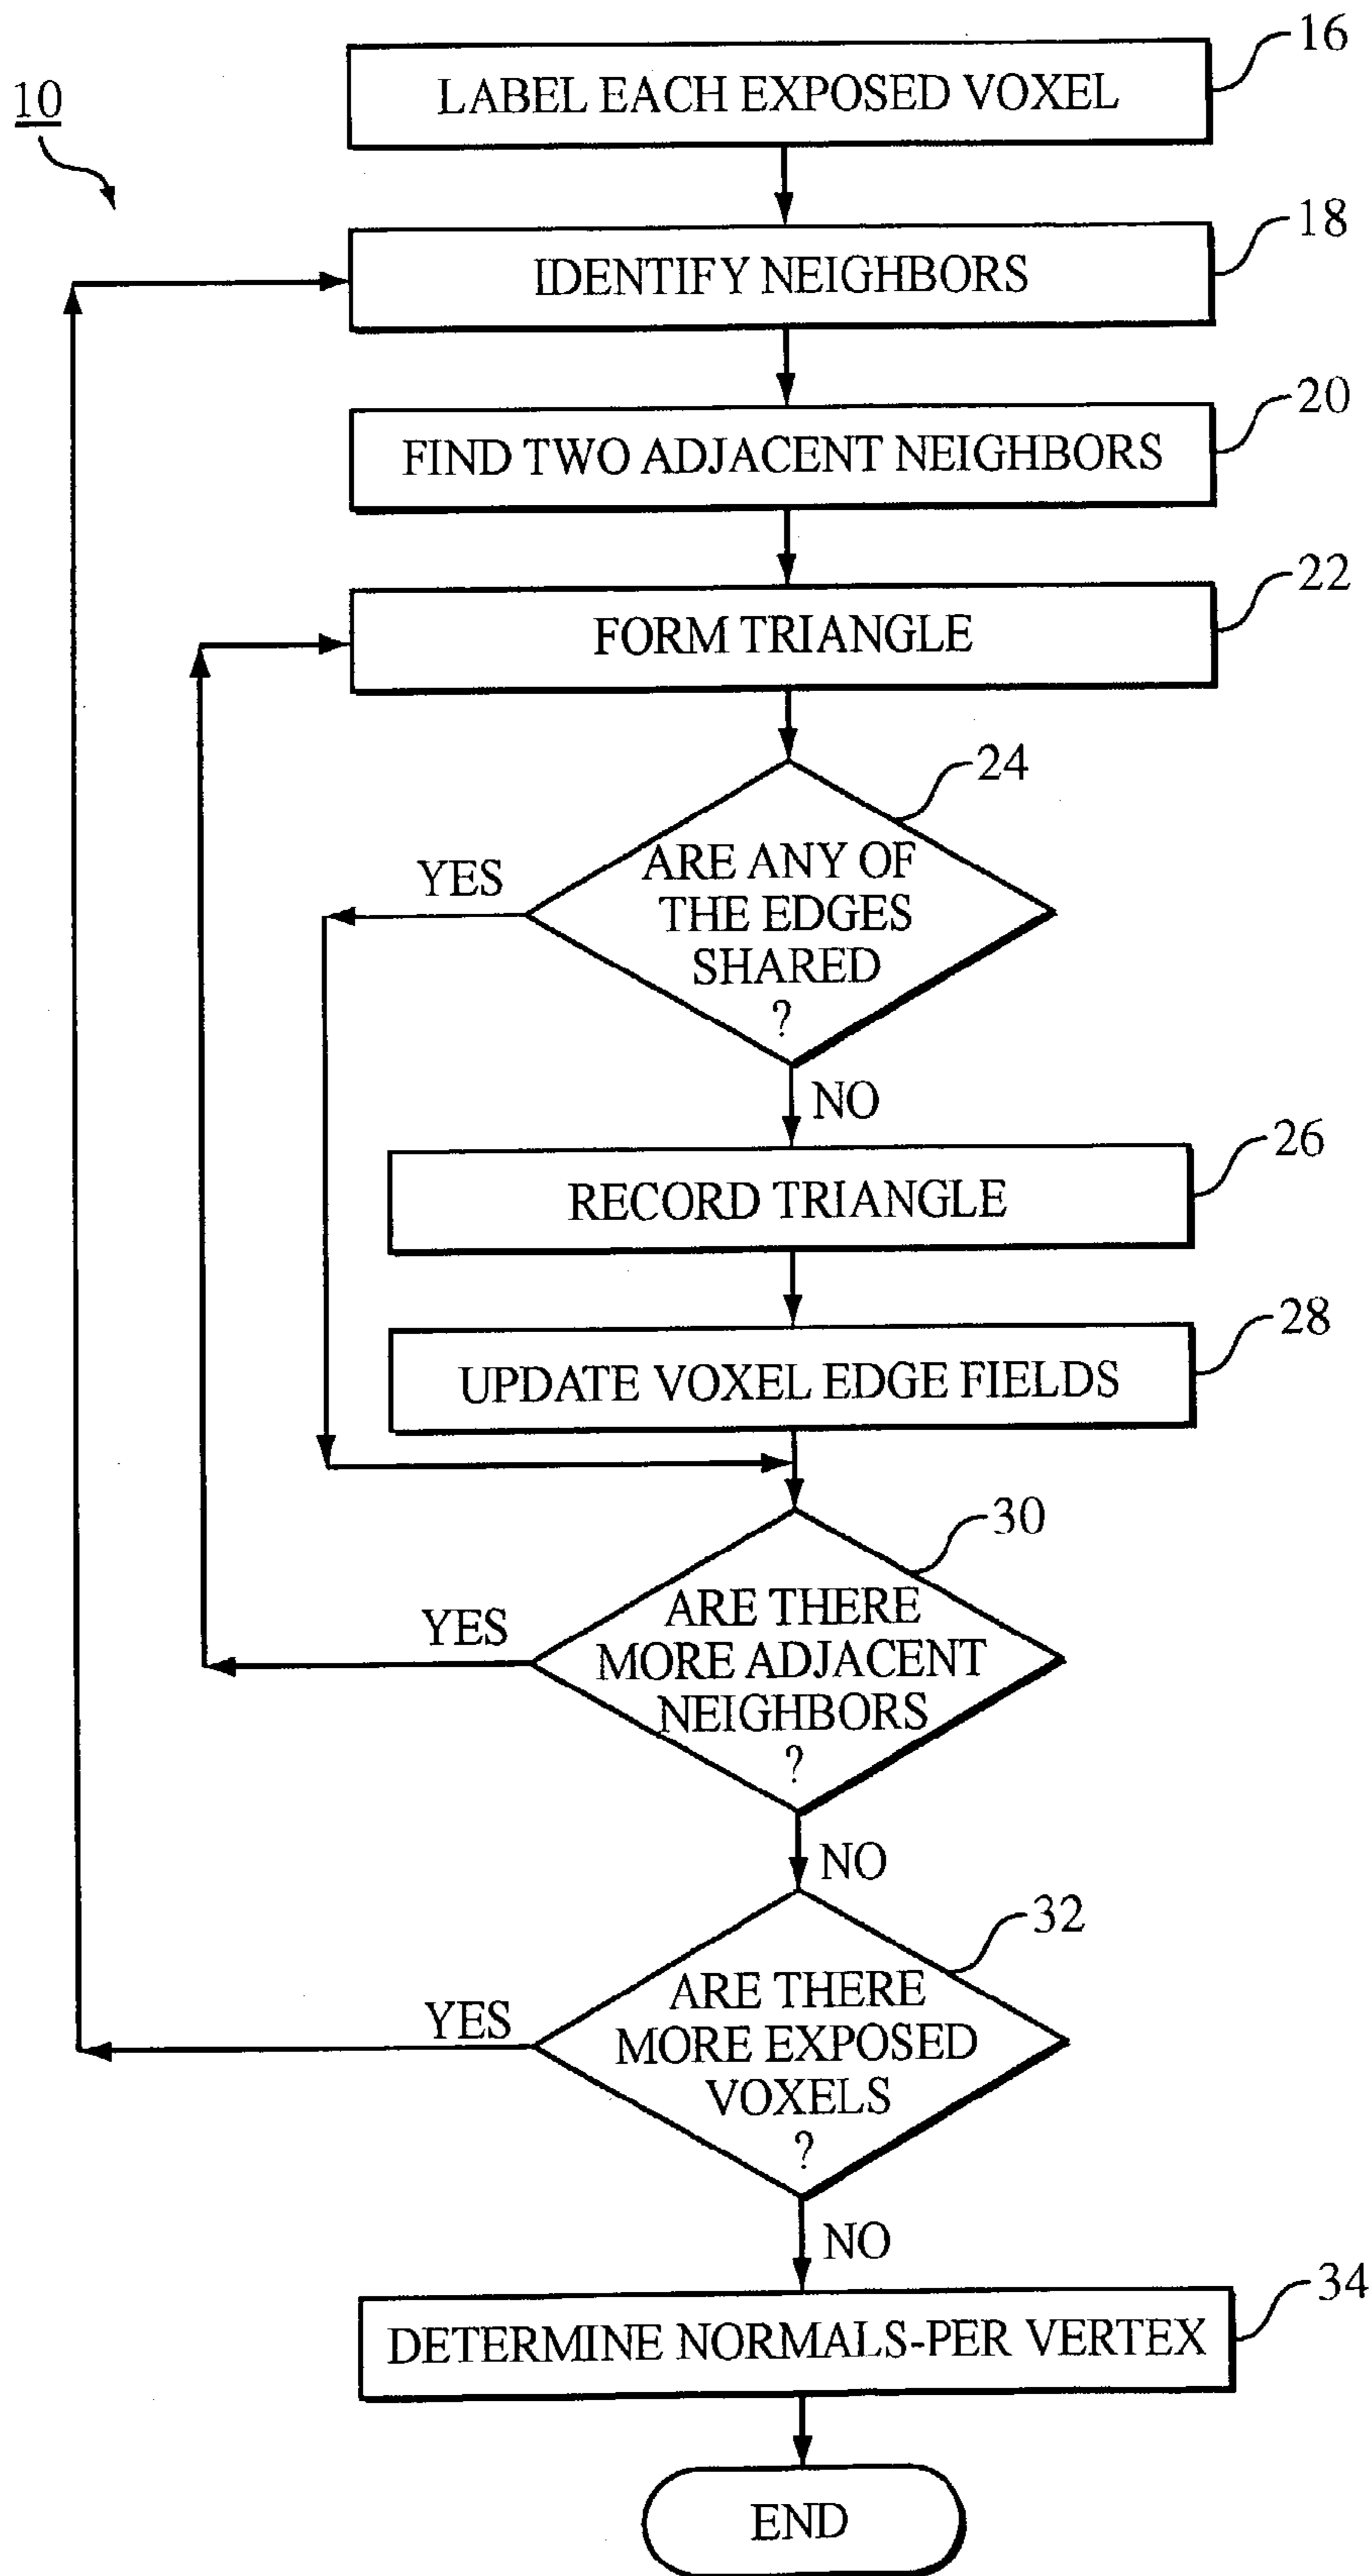 16
10
LABEL EACH EXPOSED VOXEL
18
IDENTIFY NEIGHBORS
20
FIND TWO ADJACENT NEIGHBORS
22
FORM TRIANGLE
24
YES
ARE ANY OF
THE EDGES
SHARED
?
NO
26
RECORD TRIANGLE
28
UPDATE VOXEL EDGE FIELDS
30
YES
ARE THERE
MORE ADJACENT
NEIGHBORS
?
NO
32
YES
ARE THERE
MORE EXPOSED
VOXELS
?
NO
34
DETERMINE NORMALS-PER VERTEX
END